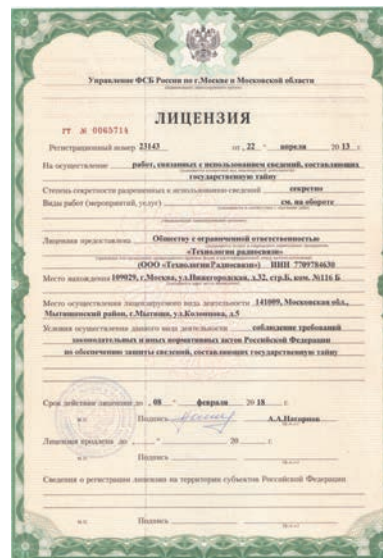 Управление ФСБ России по г.Москве и Московской области
ЛИЦЕНЗИЯ
ГТ № 0065714
Регистрационный номер 23143 от „ 22 “ апреля 20 13 г.
На осуществление работ, связанных с использованием сведений, составляющих
государственную тайну
Степень секретности разрешенных к использованию сведений секретно
Виды работ (мероприятий, услуг) см. на обороте
Лицензия предоставлена Обществу с ограниченной ответственностью
«Технологии радиосвязи»
(ООО «Технологии Радиосвязи») ИНН 7709784630
Место нахождения 109029, г.Москва, ул.Нижегородская, д.32, стр.Б, ком. №116 Б
Место осуществления лицензируемого вида деятельности 141009, Московская обл.,
Мытищинский район, г.Мытищи, ул.Колонцова, д.5
Условия осуществления данного вида деятельности соблюдение требований
законодательных и иных нормативных актов Российской Федерации
по обеспечению защиты сведений, составляющих государственную тайну
Срок действия лицензии до „ 08 “ февраля 20 18 г.
м.п. Подпись А.А.Нагорнов
Лицензия продлена до „ “ 20 г.
м.п. Подпись
Сведения о регистрации лицензии на территории субъектов Российской Федерации
м.п. Подпись